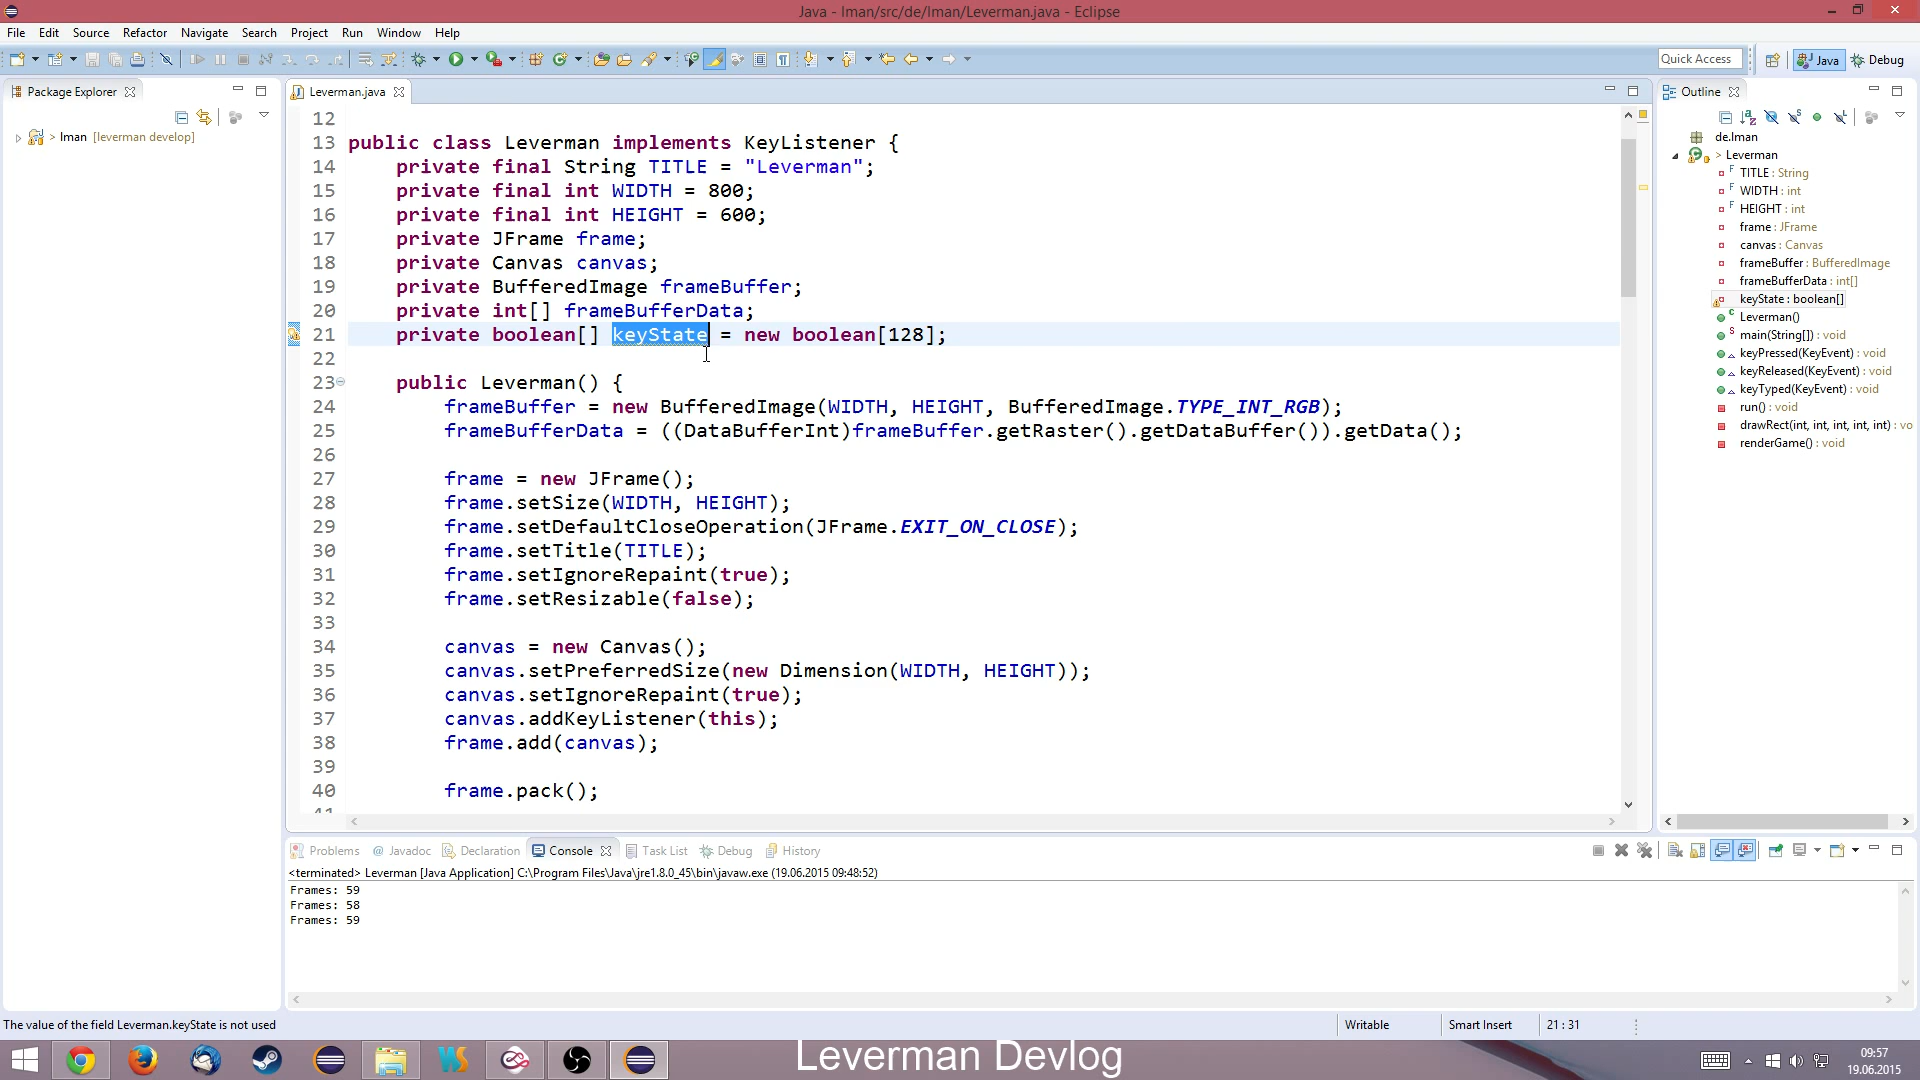 Java - lman/src/de/lman/Leverman.java - Eclipse
File Edit Source Refactor Navigate Search Project Run Window Help
Quick Access Java Debug
Package Explorer
> lman [leverman develop]
Leverman.java
12
13 public class Leverman implements KeyListener {
14 private final String TITLE = "Leverman";
15 private final int WIDTH = 800;
16 private final int HEIGHT = 600;
17 private JFrame frame;
18 private Canvas canvas;
19 private BufferedImage frameBuffer;
20 private int[] frameBufferData;
21 private boolean[] keyState = new boolean[128];
22
23 public Leverman() {
24 frameBuffer = new BufferedImage(WIDTH, HEIGHT, BufferedImage.TYPE_INT_RGB);
25 frameBufferData = ((DataBufferInt)frameBuffer.getRaster().getDataBuffer()).getData();
26
27 frame = new JFrame();
28 frame.setSize(WIDTH, HEIGHT);
29 frame.setDefaultCloseOperation(JFrame.EXIT_ON_CLOSE);
30 frame.setTitle(TITLE);
31 frame.setIgnoreRepaint(true);
32 frame.setResizable(false);
33
34 canvas = new Canvas();
35 canvas.setPreferredSize(new Dimension(WIDTH, HEIGHT));
36 canvas.setIgnoreRepaint(true);
37 canvas.addKeyListener(this);
38 frame.add(canvas);
39
40 frame.pack();
41
Outline
de.lman
> Leverman
TITLE : String
WIDTH : int
HEIGHT : int
frame : JFrame
canvas : Canvas
frameBuffer : BufferedImage
frameBufferData : int[]
keyState : boolean[]
Leverman()
main(String[]) : void
keyPressed(KeyEvent) : void
keyReleased(KeyEvent) : void
keyTyped(KeyEvent) : void
run() : void
drawRect(int, int, int, int, int) : vo
renderGame() : void
Problems Javadoc Declaration Console Task List Debug History
<terminated> Leverman [Java Application] C:\Program Files\Java\jre1.8.0_45\bin\javaw.exe (19.06.2015 09:48:52)
Frames: 59
Frames: 58
Frames: 59
The value of the field Leverman.keyState is not used Writable Smart Insert 21 : 31
Leverman Devlog
09:57
19.06.2015